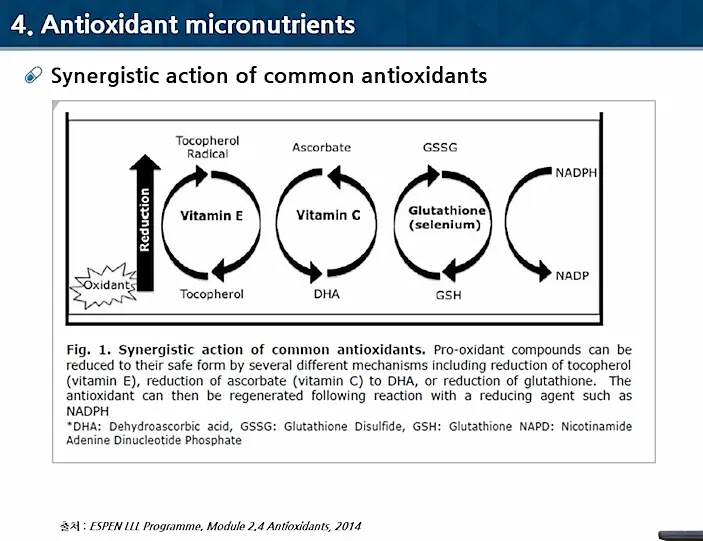 4. Antioxidant micronutrients
Synergistic action of common antioxidants
Tocopherol
Radical
Ascorbate
GSSG
NADPH
Reduction
Vitamin E
Vitamin C
Glutathione
(selenium)
Oxidant
Tocopherol
DHA
GSH
NADP
Fig. 1. Synergistic action of common antioxidants. Pro-oxidant compounds can be
reduced to their safe form by several different mechanisms including reduction of tocopherol
(vitamin E), reduction of ascorbate (vitamin C) to DHA, or reduction of glutathione. The
antioxidant can then be regenerated following reaction with a reducing agent such as
NADPH
*DHA: Dehydroascorbic acid, GSSG: Glutathione Disulfide, GSH: Glutathione NAPD: Nicotinamide
Adenine Dinucleotide Phosphate
출처 : ESPEN LLL Programme, Module 2.4 Antioxidants, 2014